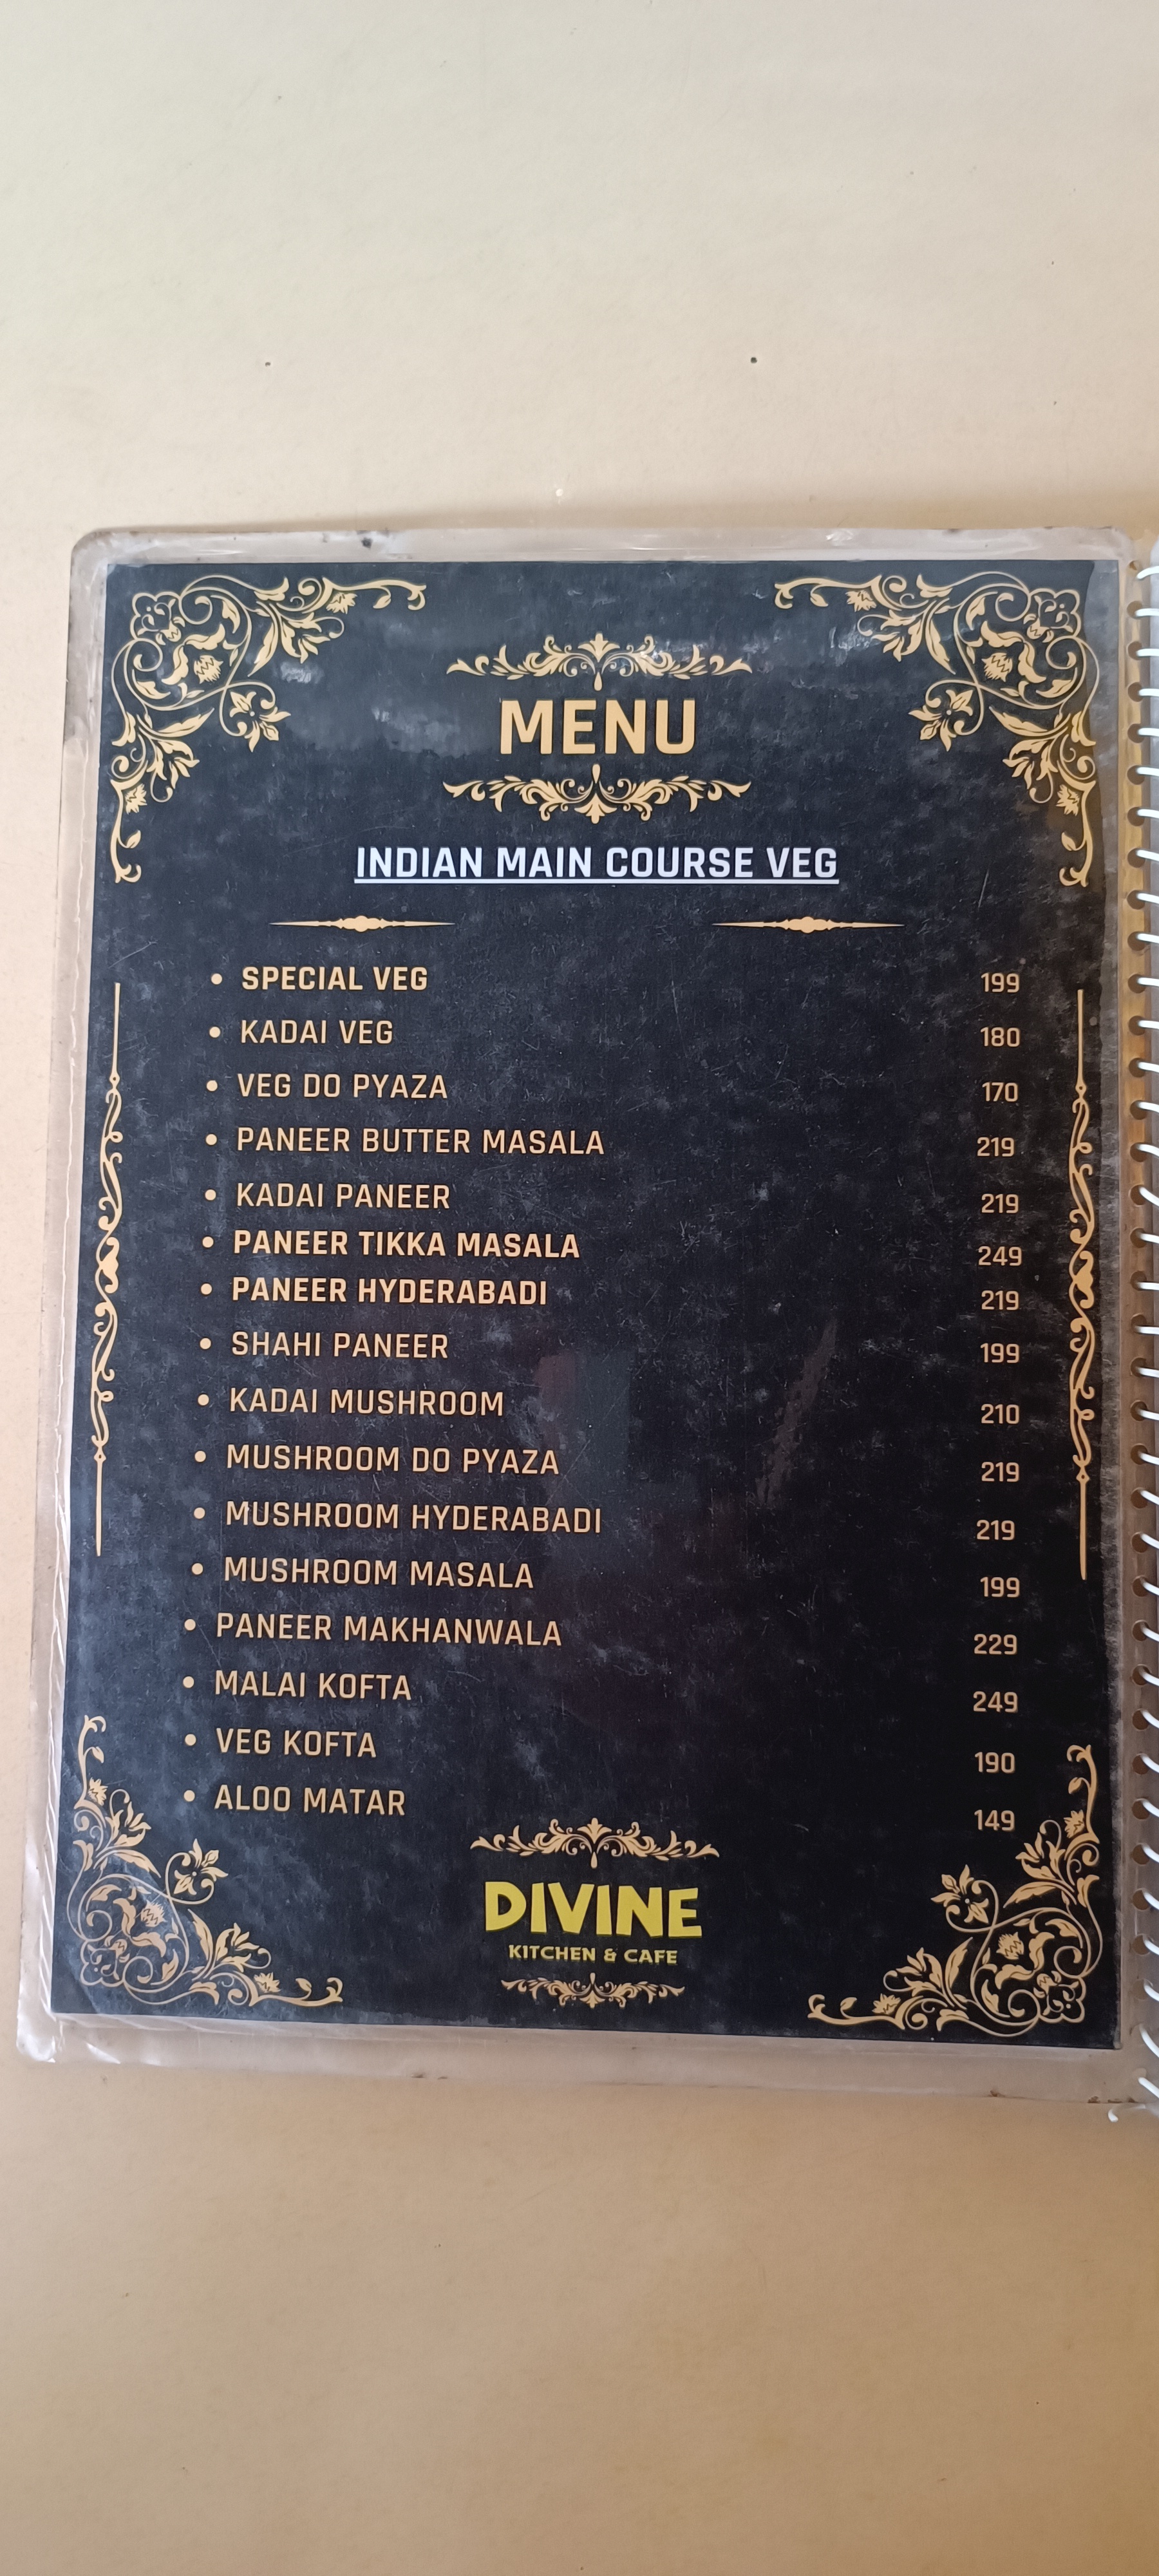 MENU
INDIAN MAIN COURSE VEG
• SPECIAL VEG 199
• KADAI VEG 180
• VEG DO PYAZA 170
• PANEER BUTTER MASALA 219
• KADAI PANEER 219
• PANEER TIKKA MASALA 249
• PANEER HYDERABADI 219
• SHAHI PANEER 199
• KADAI MUSHROOM 210
• MUSHROOM DO PYAZA 219
• MUSHROOM HYDERABADI 219
• MUSHROOM MASALA 199
• PANEER MAKHANWALA 229
• MALAI KOFTA 249
• VEG KOFTA 190
• ALOO MATAR 149
DIVINE
KITCHEN & CAFE